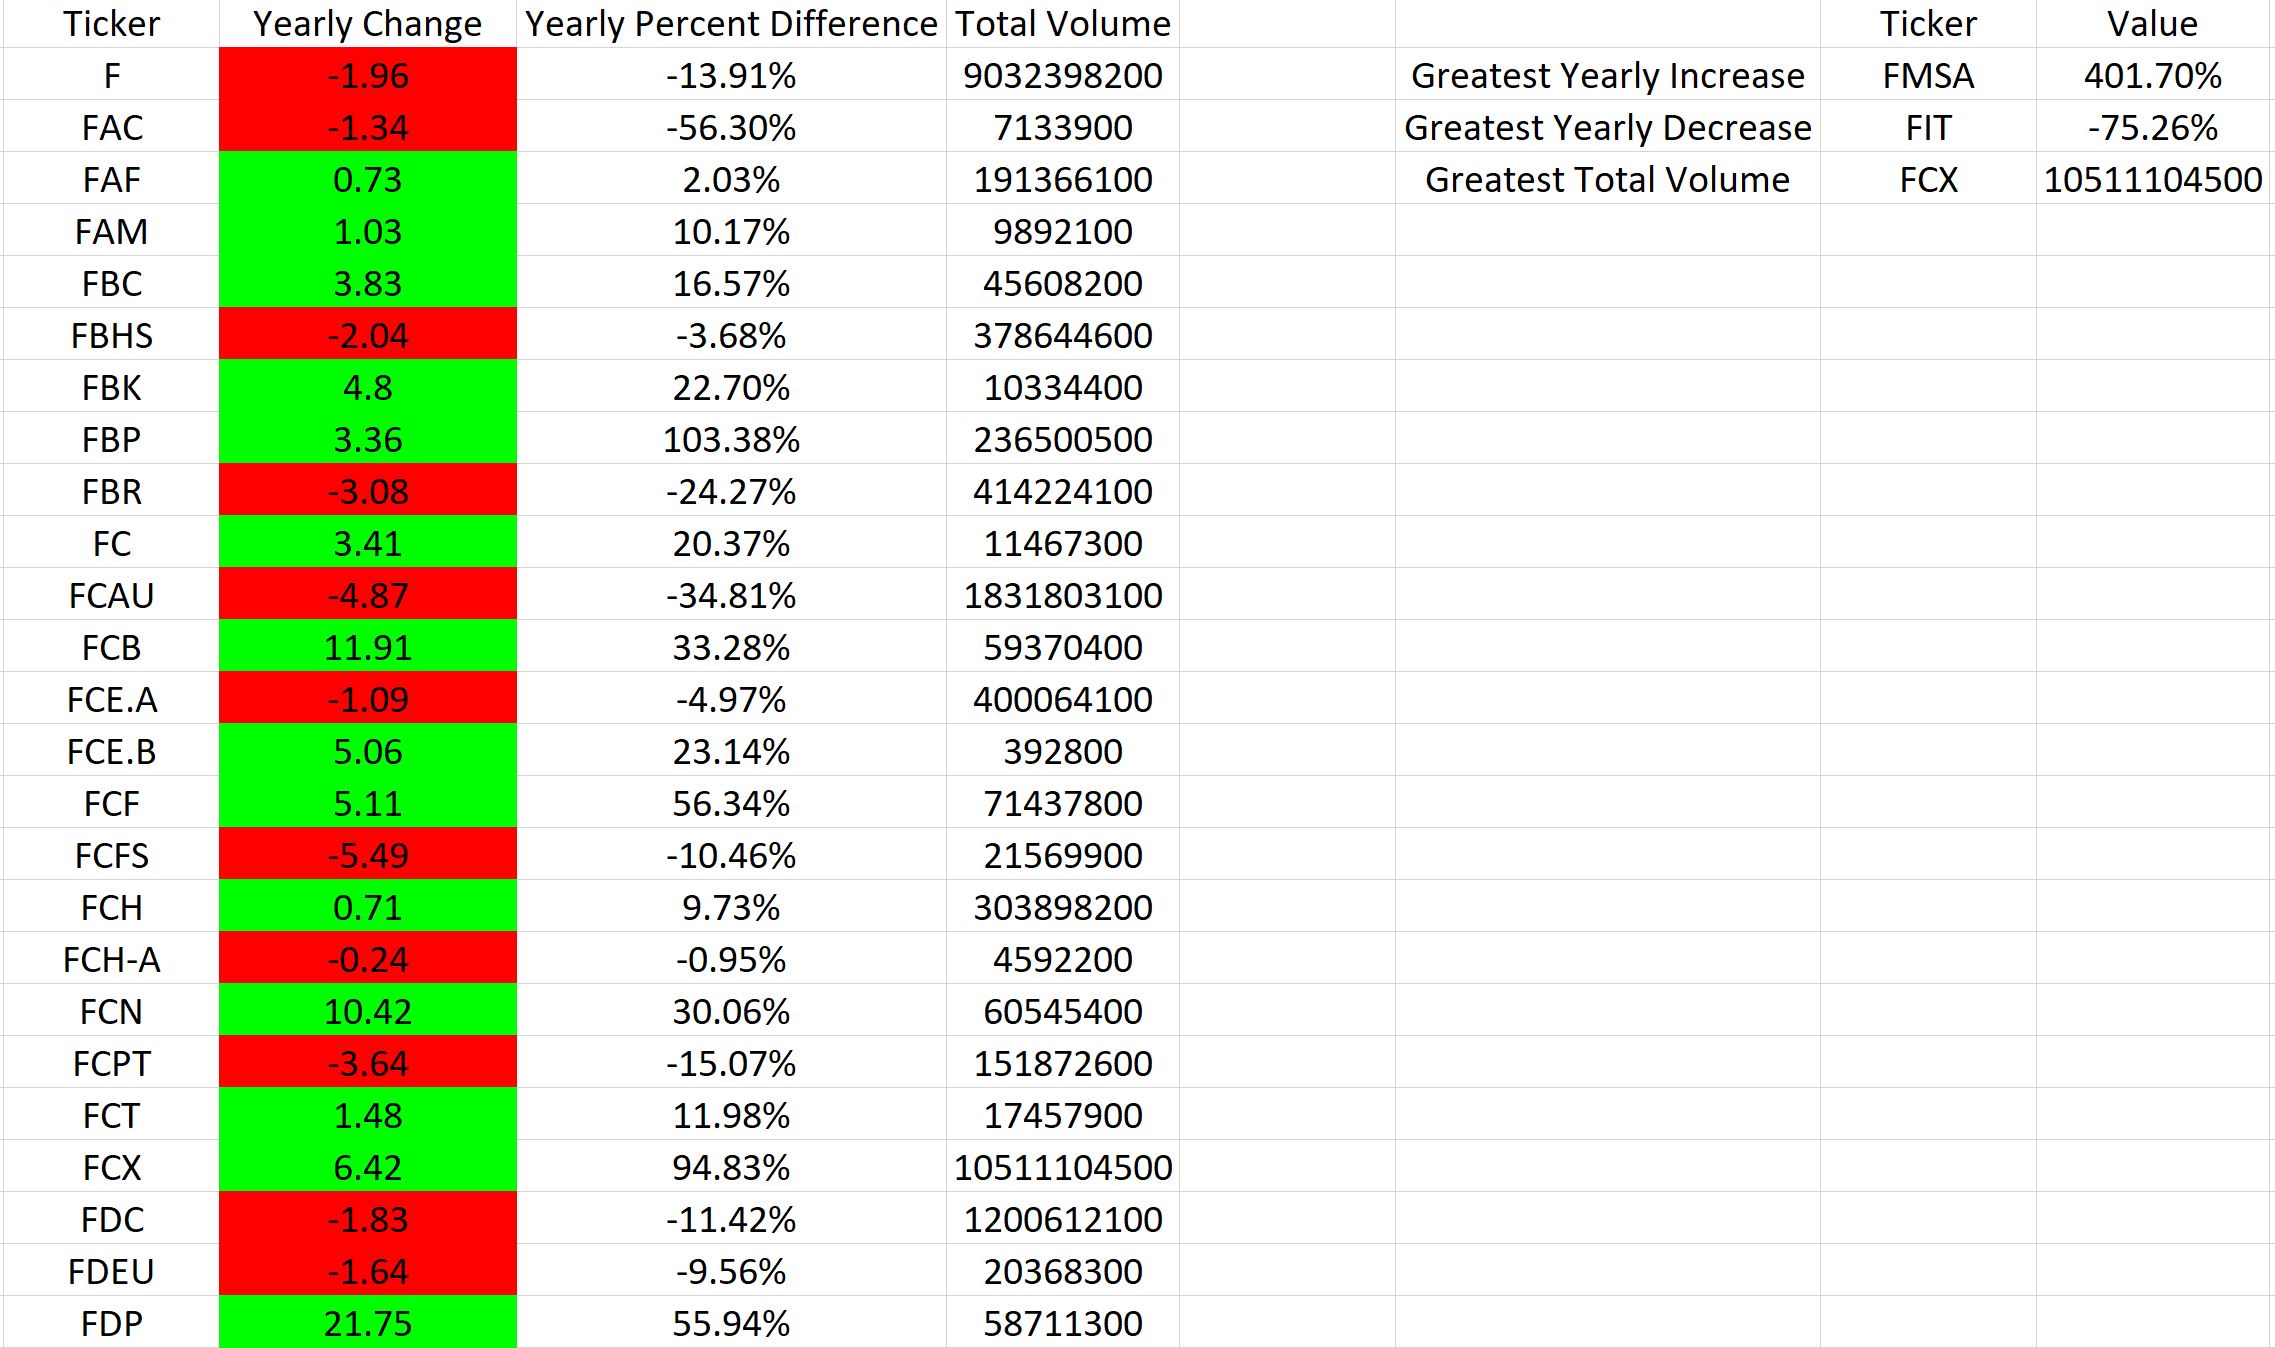 Ticker Yearly Change Yearly Percent Difference Total Volume Ticker Value
F -1.96 -13.91% 9032398200 Greatest Yearly Increase FMSA 401.70%
FAC -1.34 -56.30% 7133900 Greatest Yearly Decrease FIT -75.26%
FAF 0.73 2.03% 191366100 Greatest Total Volume FCX 10511104500
FAM 1.03 10.17% 9892100
FBC 3.83 16.57% 45608200
FBHS -2.04 -3.68% 378644600
FBK 4.8 22.70% 10334400
FBP 3.36 103.38% 236500500
FBR -3.08 -24.27% 414224100
FC 3.41 20.37% 11467300
FCAU -4.87 -34.81% 1831803100
FCB 11.91 33.28% 59370400
FCE.A -1.09 -4.97% 400064100
FCE.B 5.06 23.14% 392800
FCF 5.11 56.34% 71437800
FCFS -5.49 -10.46% 21569900
FCH 0.71 9.73% 303898200
FCH-A -0.24 -0.95% 4592200
FCN 10.42 30.06% 60545400
FCPT -3.64 -15.07% 151872600
FCT 1.48 11.98% 17457900
FCX 6.42 94.83% 10511104500
FDC -1.83 -11.42% 1200612100
FDEU -1.64 -9.56% 20368300
FDP 21.75 55.94% 58711300